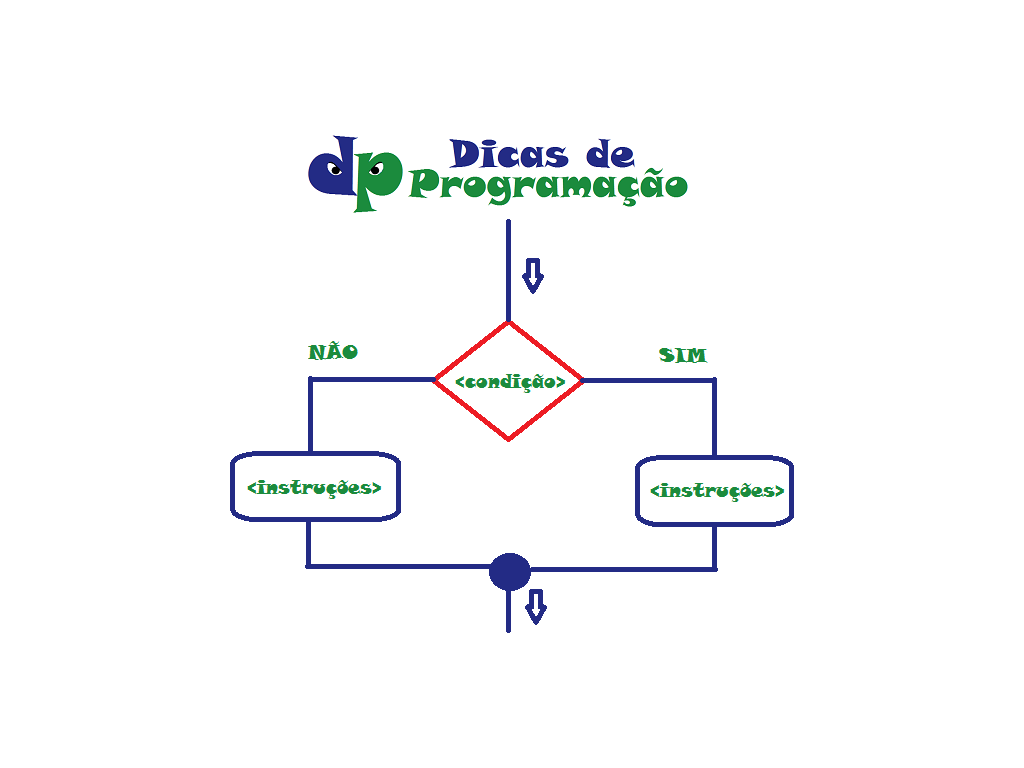 dp
Dicas de
Programação
NÃO
SIM
<condição>
<instruções>
<instruções>